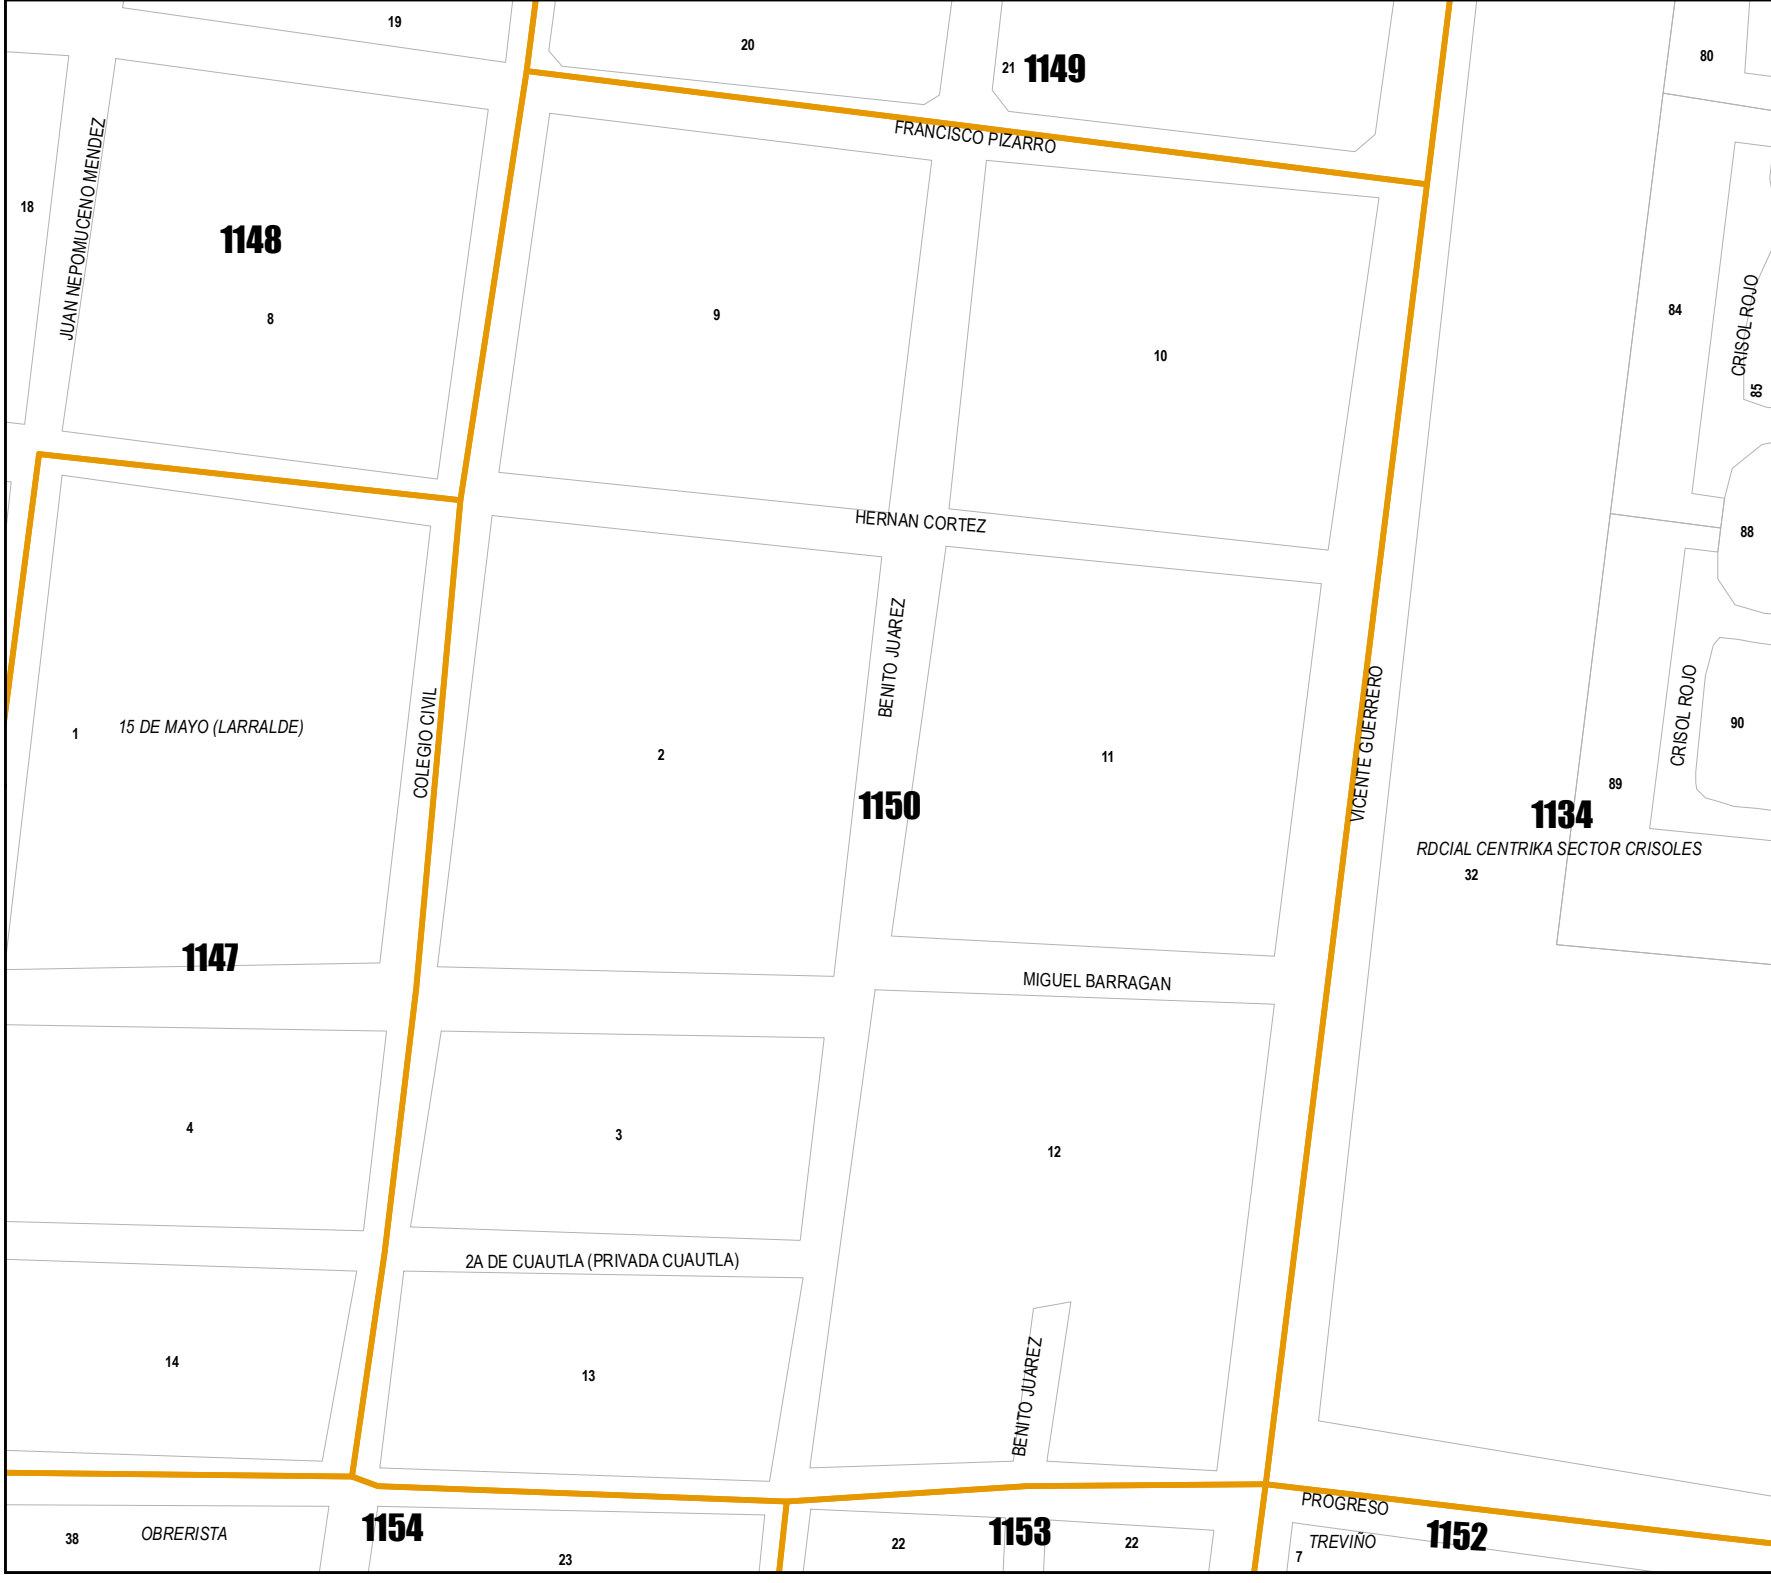 19
20
21
1149
80
FRANCISCO PIZARRO
JUAN NEPOMUCENO MENDEZ
18
1148
8
9
10
84
CRISOL ROJO
85
HERNAN CORTEZ
88
BENITO JUAREZ
COLEGIO CIVIL
1
15 DE MAYO (LARRALDE)
2
11
VICENTE GUERRERO
CRISOL ROJO
90
89
1150
1134
RDCIAL CENTRIKA SECTOR CRISOLES
32
1147
MIGUEL BARRAGAN
4
3
12
2A DE CUAUTLA (PRIVADA CUAUTLA)
14
13
BENITO JUAREZ
PROGRESO
38
OBRERISTA
1154
23
22
1153
22
7
TREVIÑO
1152